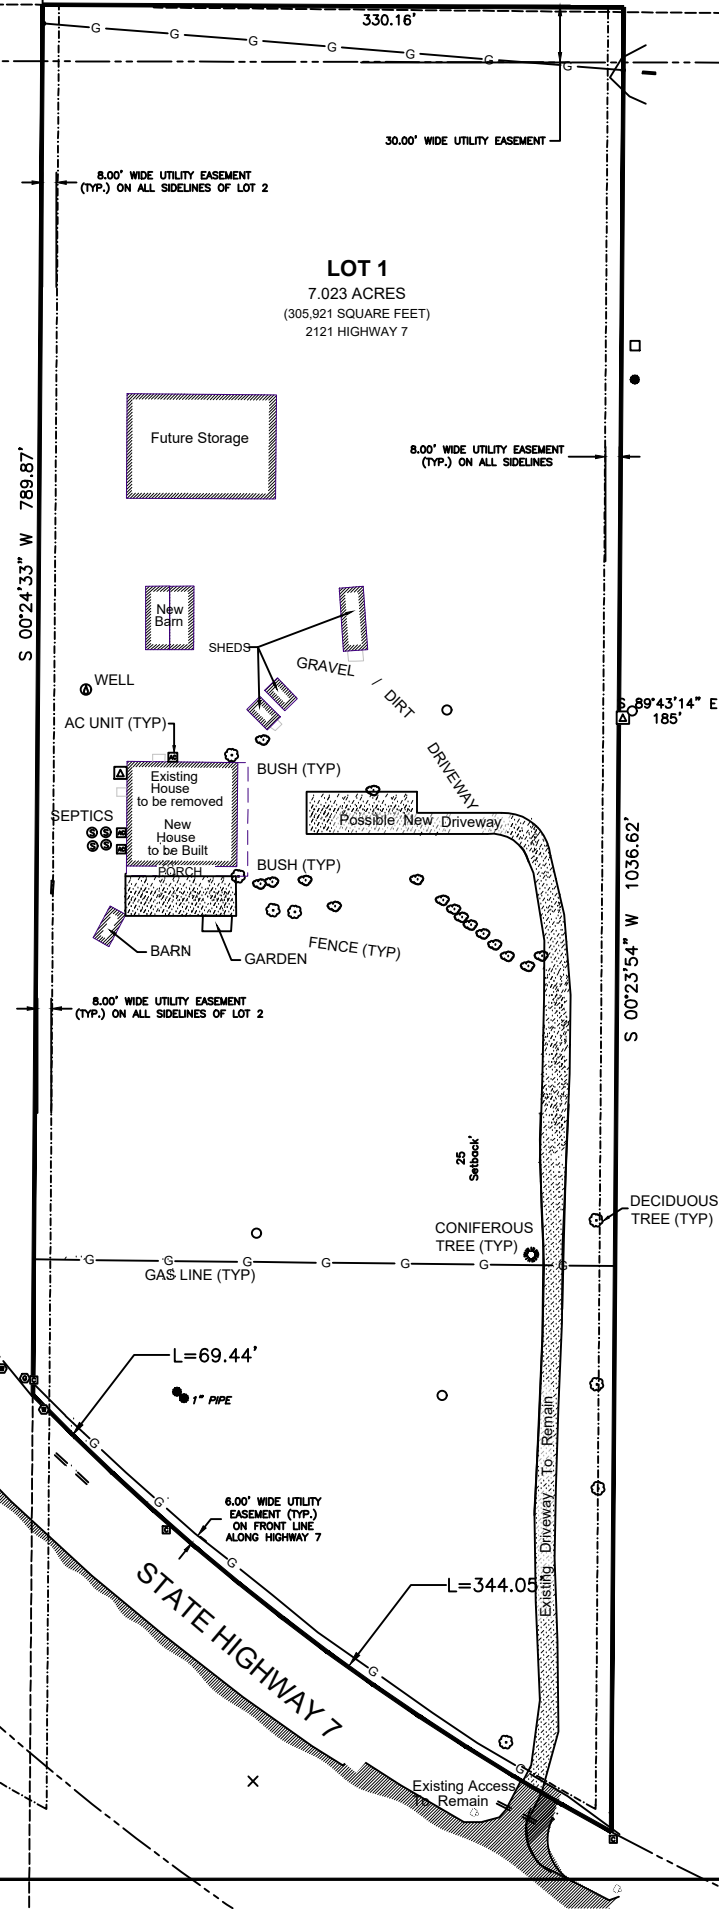 330.16'
G G G G G G G
30.00' WIDE UTILITY EASEMENT
8.00' WIDE UTILITY EASEMENT
(TYP.) ON ALL SIDELINES OF LOT 2
LOT 1
7.023 ACRES
(305,921 SQUARE FEET)
2121 HIGHWAY 7
Future Storage
8.00' WIDE UTILITY EASEMENT
(TYP.) ON ALL SIDELINES
S 00°24'33" W 789.87'
New
Barn
SHEDS
GRAVEL / DIRT DRIVEWAY
WELL
S 89°43'14" E
185'
AC UNIT (TYP)
AC
BUSH (TYP)
Existing
House
to be removed
SEPTICS
S S AC
S S AC
New
House
to be Built
Possible New Driveway
S 00°23'54" W 1036.62'
BUSH (TYP)
PORCH
BARN
GARDEN
FENCE (TYP)
8.00' WIDE UTILITY EASEMENT
(TYP.) ON ALL SIDELINES OF LOT 2
25
Setback'
DECIDUOUS
TREE (TYP)
CONIFEROUS
TREE (TYP)
G G G G G G G
GAS LINE (TYP)
L=69.44'
1" PIPE
G
G
6.00' WIDE UTILITY
EASEMENT (TYP.)
ON FRONT LINE
ALONG HIGHWAY 7
G
L=344.05'
Existing Driveway To Remain
STATE HIGHWAY 7
G
G
Existing Access
To Remain